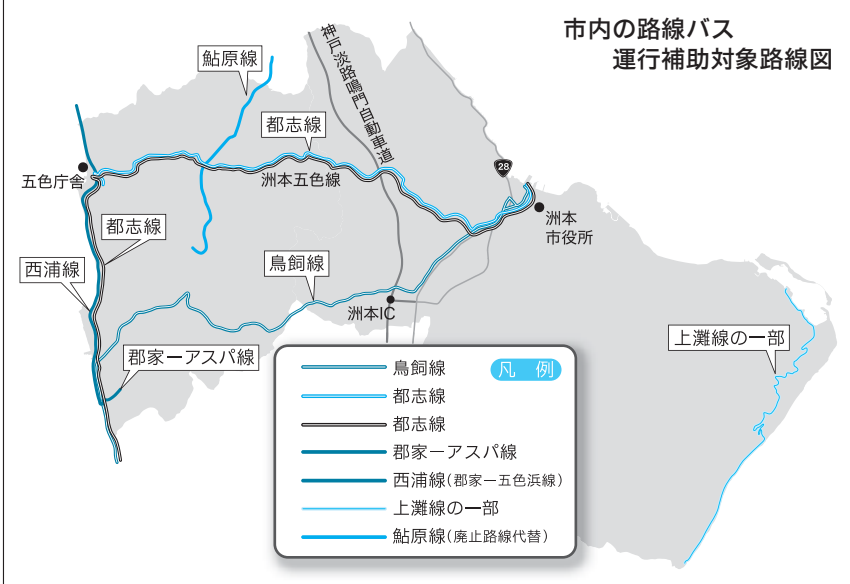 市内の路線バス
運行補助対象路線図
神戸淡路鳴門自動車道
鮎原線
都志線
28
五色庁舎
洲本五色線
洲本
市役所
都志線
西浦線
鳥飼線
洲本IC
上灘線の一部
郡家ーアスパ線
凡 例
鳥飼線
都志線
都志線
郡家ーアスパ線
西浦線(郡家ー五色浜線)
上灘線の一部
鮎原線(廃止路線代替)